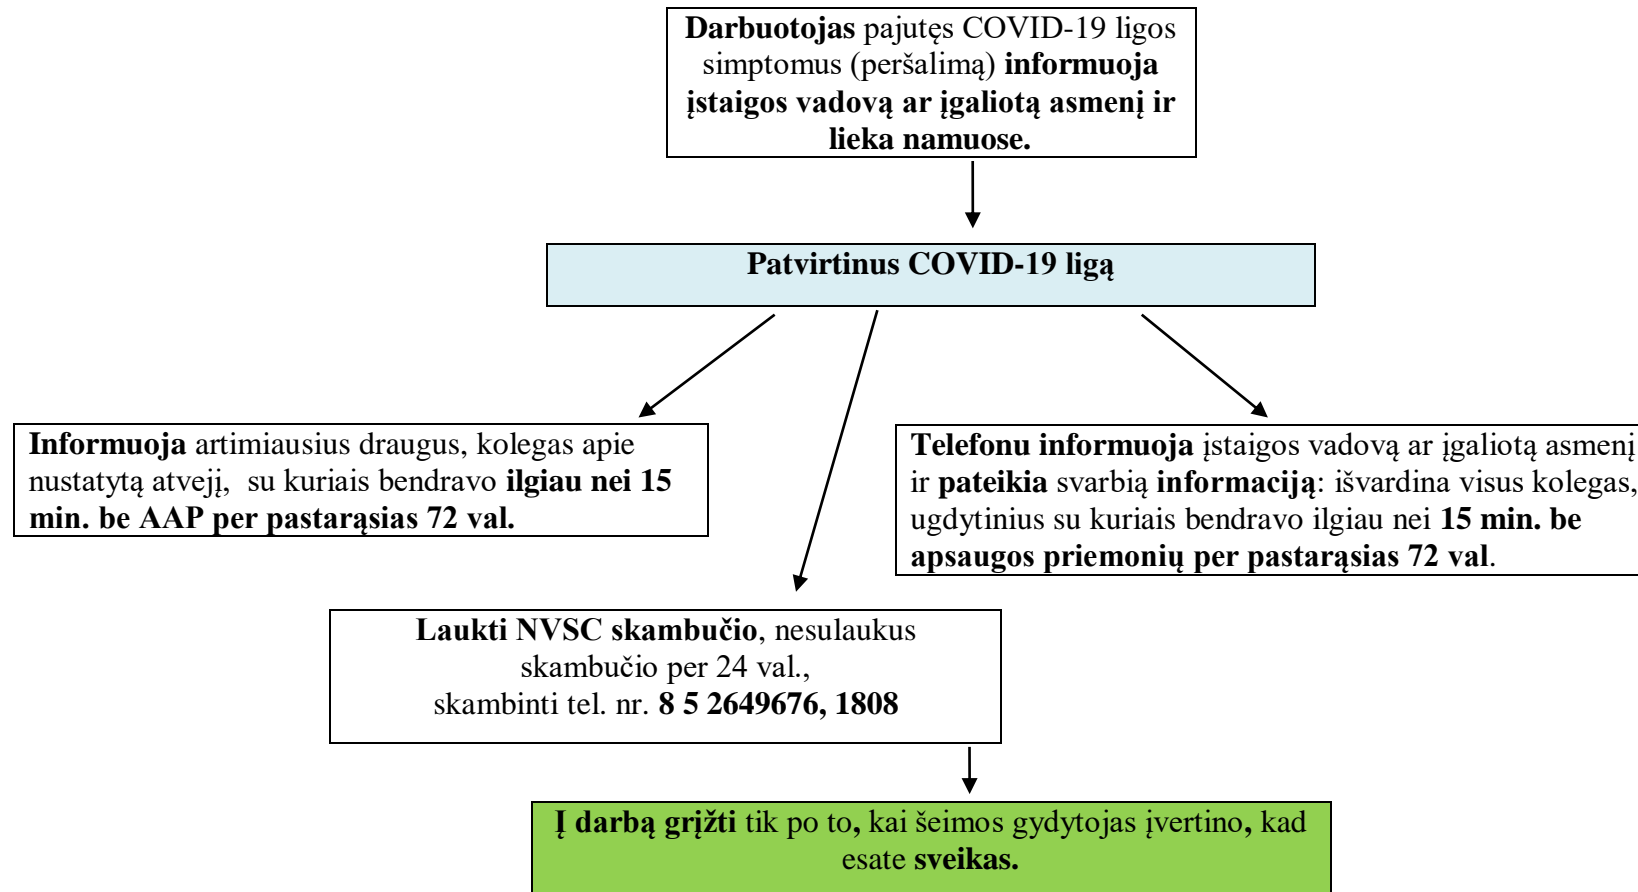 Darbuotojas pajutęs COVID-19 ligos
simptomus (peršalimą) informuoja
įstaigos vadovą ar įgaliotą asmenį ir
lieka namuose.
Patvirtinus COVID-19 ligą
Informuoja artimiausius draugus, kolegas apie
nustatytą atvejį, su kuriais bendravo ilgiau nei 15
min. be AAP per pastarąsias 72 val.
Telefonu informuoja įstaigos vadovą ar įgaliotą asmenį
ir pateikia svarbią informaciją: išvardina visus kolegas,
ugdytinius su kuriais bendravo ilgiau nei 15 min. be
apsaugos priemonių per pastarąsias 72 val.
Laukti NVSC skambučio, nesulaukus
skambučio per 24 val.,
skambinti tel. nr. 8 5 2649676, 1808
Į darbą grįžti tik po to, kai šeimos gydytojas įvertino, kad
esate sveikas.